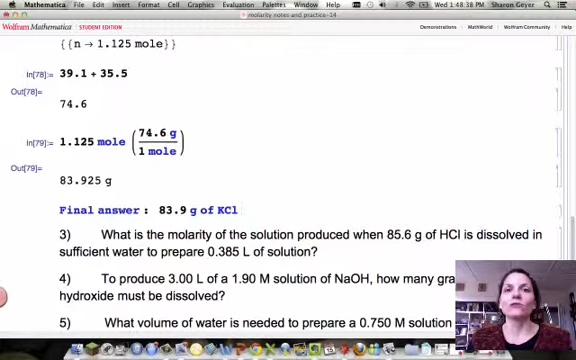 Mathematica File Edit Insert Format Cell Graphics Evaluation Palettes Window Help Wed 1:48:38 PM Sharon Geyer
molarity notes and practice-14
Wolfram Mathematica STUDENT EDITION Demonstrations MathWorld Wolfram Community Help
{{n → 1.125 mole}}
In[78]:= 39.1 + 35.5
Out[78]=
74.6
In[79]:= 1.125 mole (74.6 g / 1 mole)
Out[79]=
83.925 g
Final answer : 83.9 g of KCl
3) What is the molarity of the solution produced when 85.6 g of HCl is dissolved in
sufficient water to prepare 0.385 L of solution?
4) To produce 3.00 L of a 1.90 M solution of NaOH, how many gra
hydroxide must be dissolved?
5) What volume of water is needed to prepare a 0.750 M solution